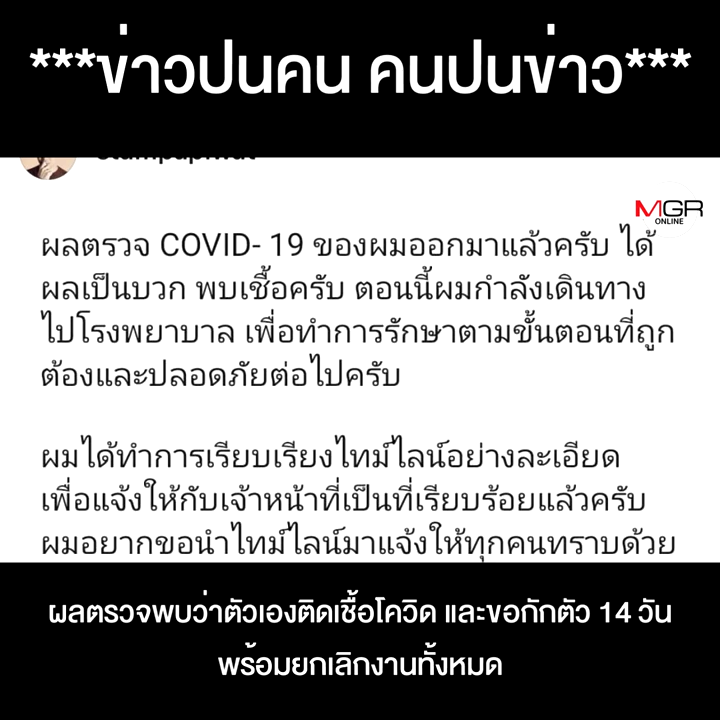 ***ข่าวปนคน คนปนข่าว***
MGR
ONLINE
ผลตรวจ COVID- 19 ของผมออกมาแล้วครับ ได้
ผลเป็นบวก พบเชื้อครับ ตอนนี้ผมกำลังเดินทาง
ไปโรงพยาบาล เพื่อทำการรักษาตามขั้นตอนที่ถูก
ต้องและปลอดภัยต่อไปครับ
ผมได้ทำการเรียบเรียงไทม์ไลน์อย่างละเอียด
เพื่อแจ้งให้กับเจ้าหน้าที่เป็นที่เรียบร้อยแล้วครับ
ผมอยากขอนำไทม์ไลน์มาแจ้งให้ทุกคนทราบด้วย
ผลตรวจพบว่าตัวเองติดเชื้อโควิด และขอกักตัว 14 วัน
พร้อมยกเลิกงานทั้งหมด